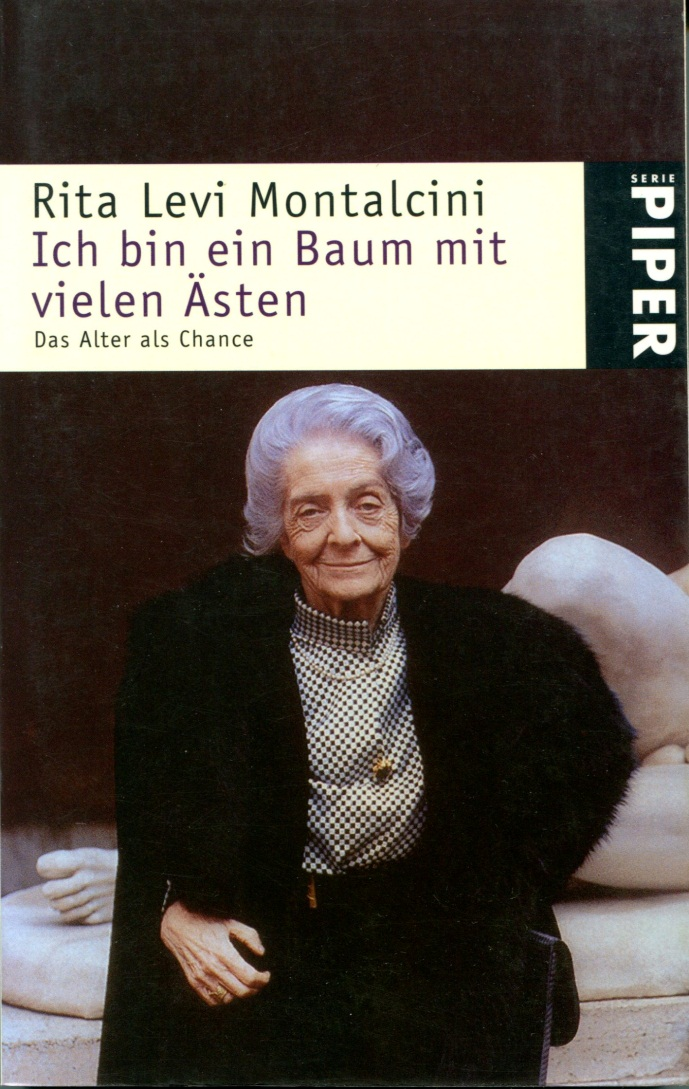 Rita Levi Montalcini
Ich bin ein Baum mit
vielen Ästen
Das Alter als Chance
SERIE
PIPER